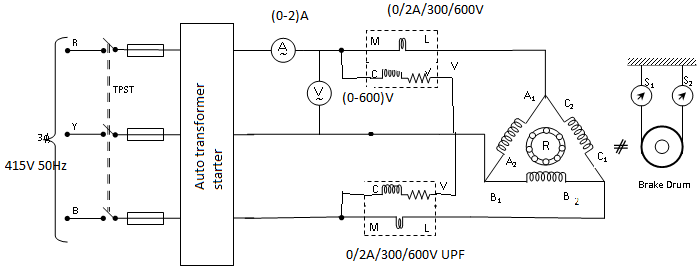 (0-2)A
(0/2A/300/600V
R
A
M
L
C
V
V
TPST
V
(0-600)V
Y
3ϕ
415V 50Hz
Auto transformer
starter
A1
C2
R
A2
C1
B1
B 2
S1
S2
Brake Drum
C
V
M
L
B
0/2A/300/600V UPF